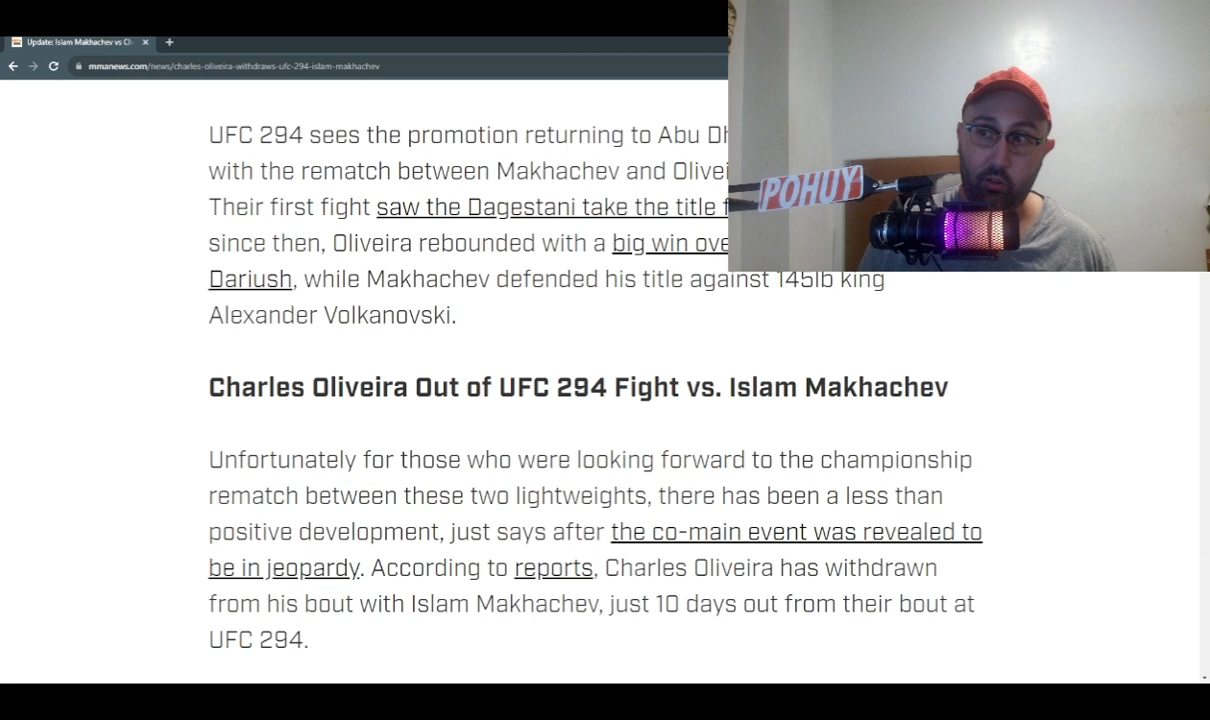 Update: Islam Makhachev vs Ch
mmanews.com/news/charles-oliveira-withdraws-ufc-294-islam-makhachev
UFC 294 sees the promotion returning to Abu
with the rematch between Makhachev and
Their first fight saw the Dagestani take the title
since then, Oliveira rebounded with a big win
Dariush, while Makhachev defended his title against 145lb king
Alexander Volkanovski.
POHUY
Charles Oliveira Out of UFC 294 Fight vs. Islam Makhachev
Unfortunately for those who were looking forward to the championship
rematch between these two lightweights, there has been a less than
positive development, just says after the co-main event was revealed to
be in jeopardy. According to reports, Charles Oliveira has withdrawn
from his bout with Islam Makhachev, just 10 days out from their bout at
UFC 294.